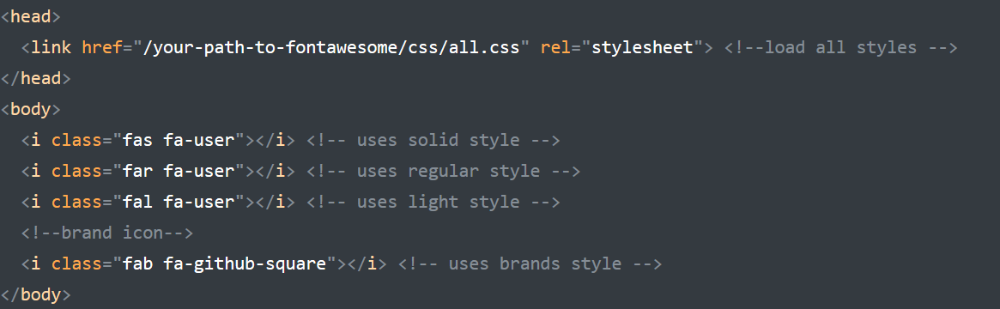 <head>
  <link href="/your-path-to-fontawesome/css/all.css" rel="stylesheet"> <!--load all styles -->
</head>
<body>
  <i class="fas fa-user"></i> <!-- uses solid style -->
  <i class="far fa-user"></i> <!-- uses regular style -->
  <i class="fal fa-user"></i> <!-- uses light style -->
  <!--brand icon-->
  <i class="fab fa-github-square"></i> <!-- uses brands style -->
</body>